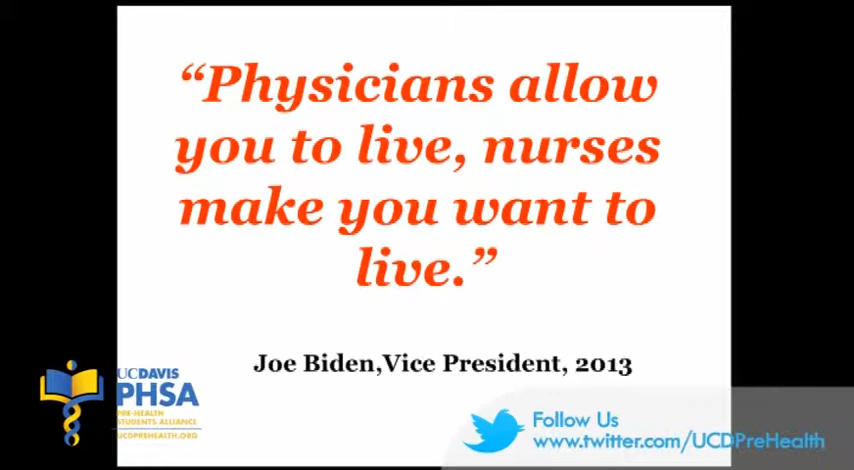 “Physicians allow
you to live, nurses
make you want to
live.”
Joe Biden,Vice President, 2013
UCDAVIS
PHSA
PRE-HEALTH
STUDENTS ALLIANCE
UCDPREHEALTH.ORG
Follow Us
www.twitter.com/UCDPreHealth